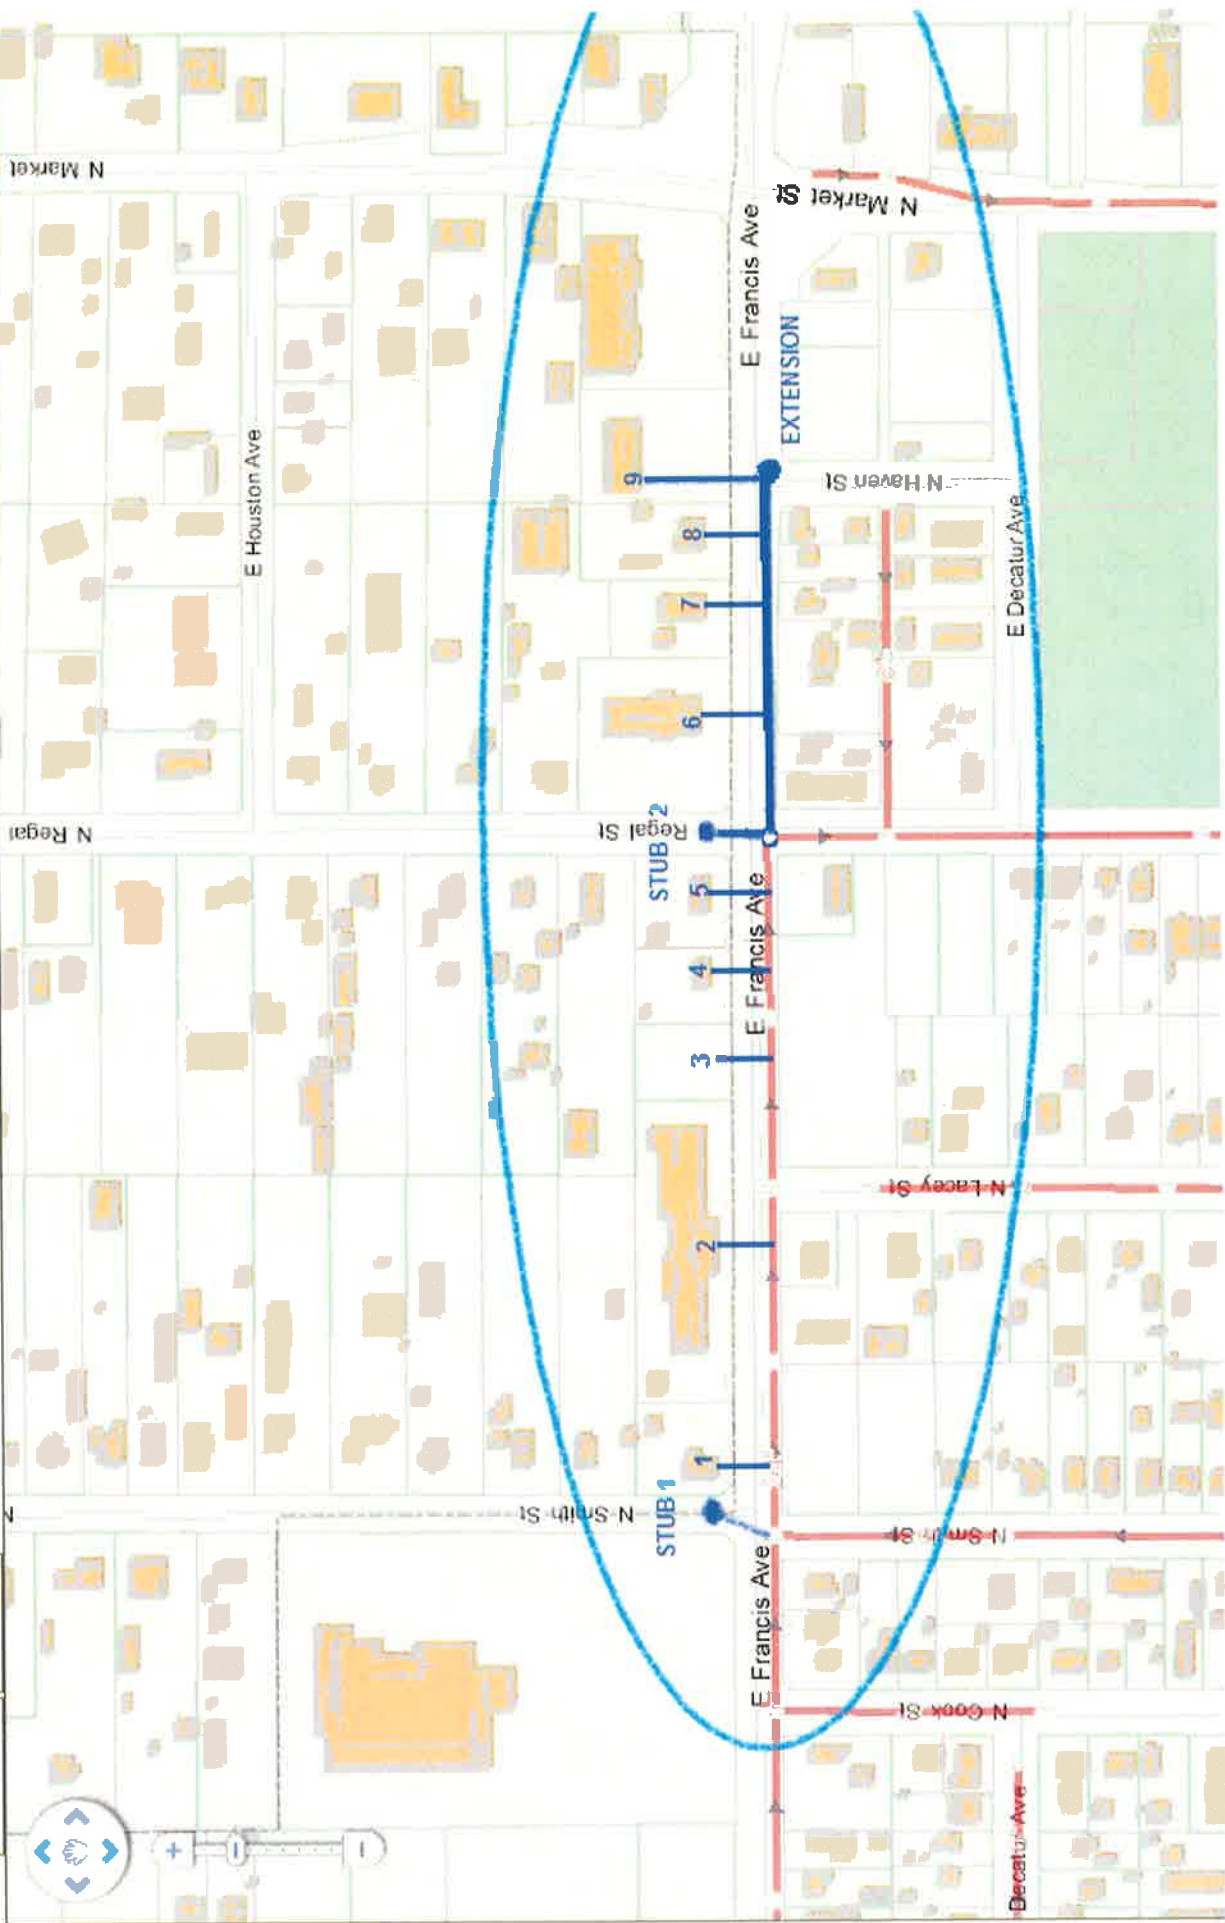 N Market
N Market St
E Francis Ave
EXTENSION
E Houston Ave
9
N Haven St
8
E Decatur Ave
7
6
N Regal
Regal St
STUB 2
5
E Francis Ave
4
3
N Lacey St
2
1
STUB 1
N Smith St
N Smith St
N
E Francis Ave
N Cook St
Decatur Ave
+
−